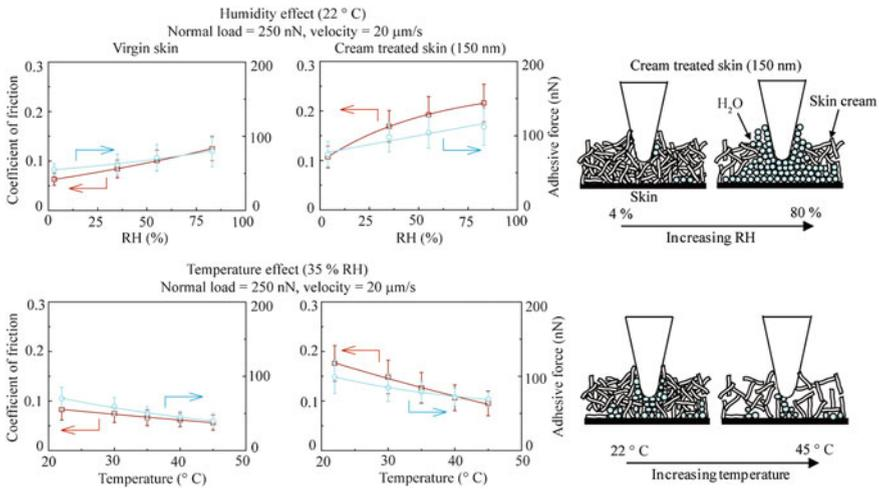 Humidity effect (22 ° C)
Normal load = 250 nN, velocity = 20 μm/s
Virgin skin
Cream treated skin (150 nm)
Coefficient of friction
0.3
0.2
0.1
0
200
100
0
0 25 50 75 100
RH (%)
0.3
0.2
0.1
0
200
100
0
Adhesive force (nN)
0 25 50 75 100
RH (%)
Cream treated skin (150 nm)
H2O
Skin cream
Skin
4 %
80 %
Increasing RH
Temperature effect (35 % RH)
Normal load = 250 nN, velocity = 20 μm/s
Coefficient of friction
0.3
0.2
0.1
0
200
100
0
20 30 40 50
Temperature (° C)
0.3
0.2
0.1
0
200
100
0
Adhesive force (nN)
20 30 40 50
Temperature (° C)
22 ° C
45 ° C
Increasing temperature